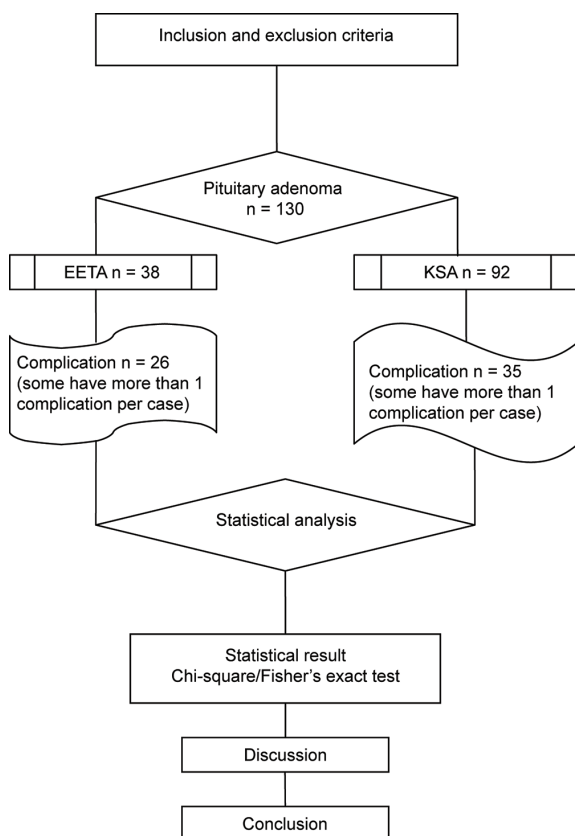 Inclusion and exclusion criteria
Pituitary adenoma
n = 130
EETA n = 38
KSA n = 92
Complication n = 26
(some have more than 1
complication per case)
Complication n = 35
(some have more than 1
complication per case)
Statistical analysis
Statistical result
Chi-square/Fisher's exact test
Discussion
Conclusion